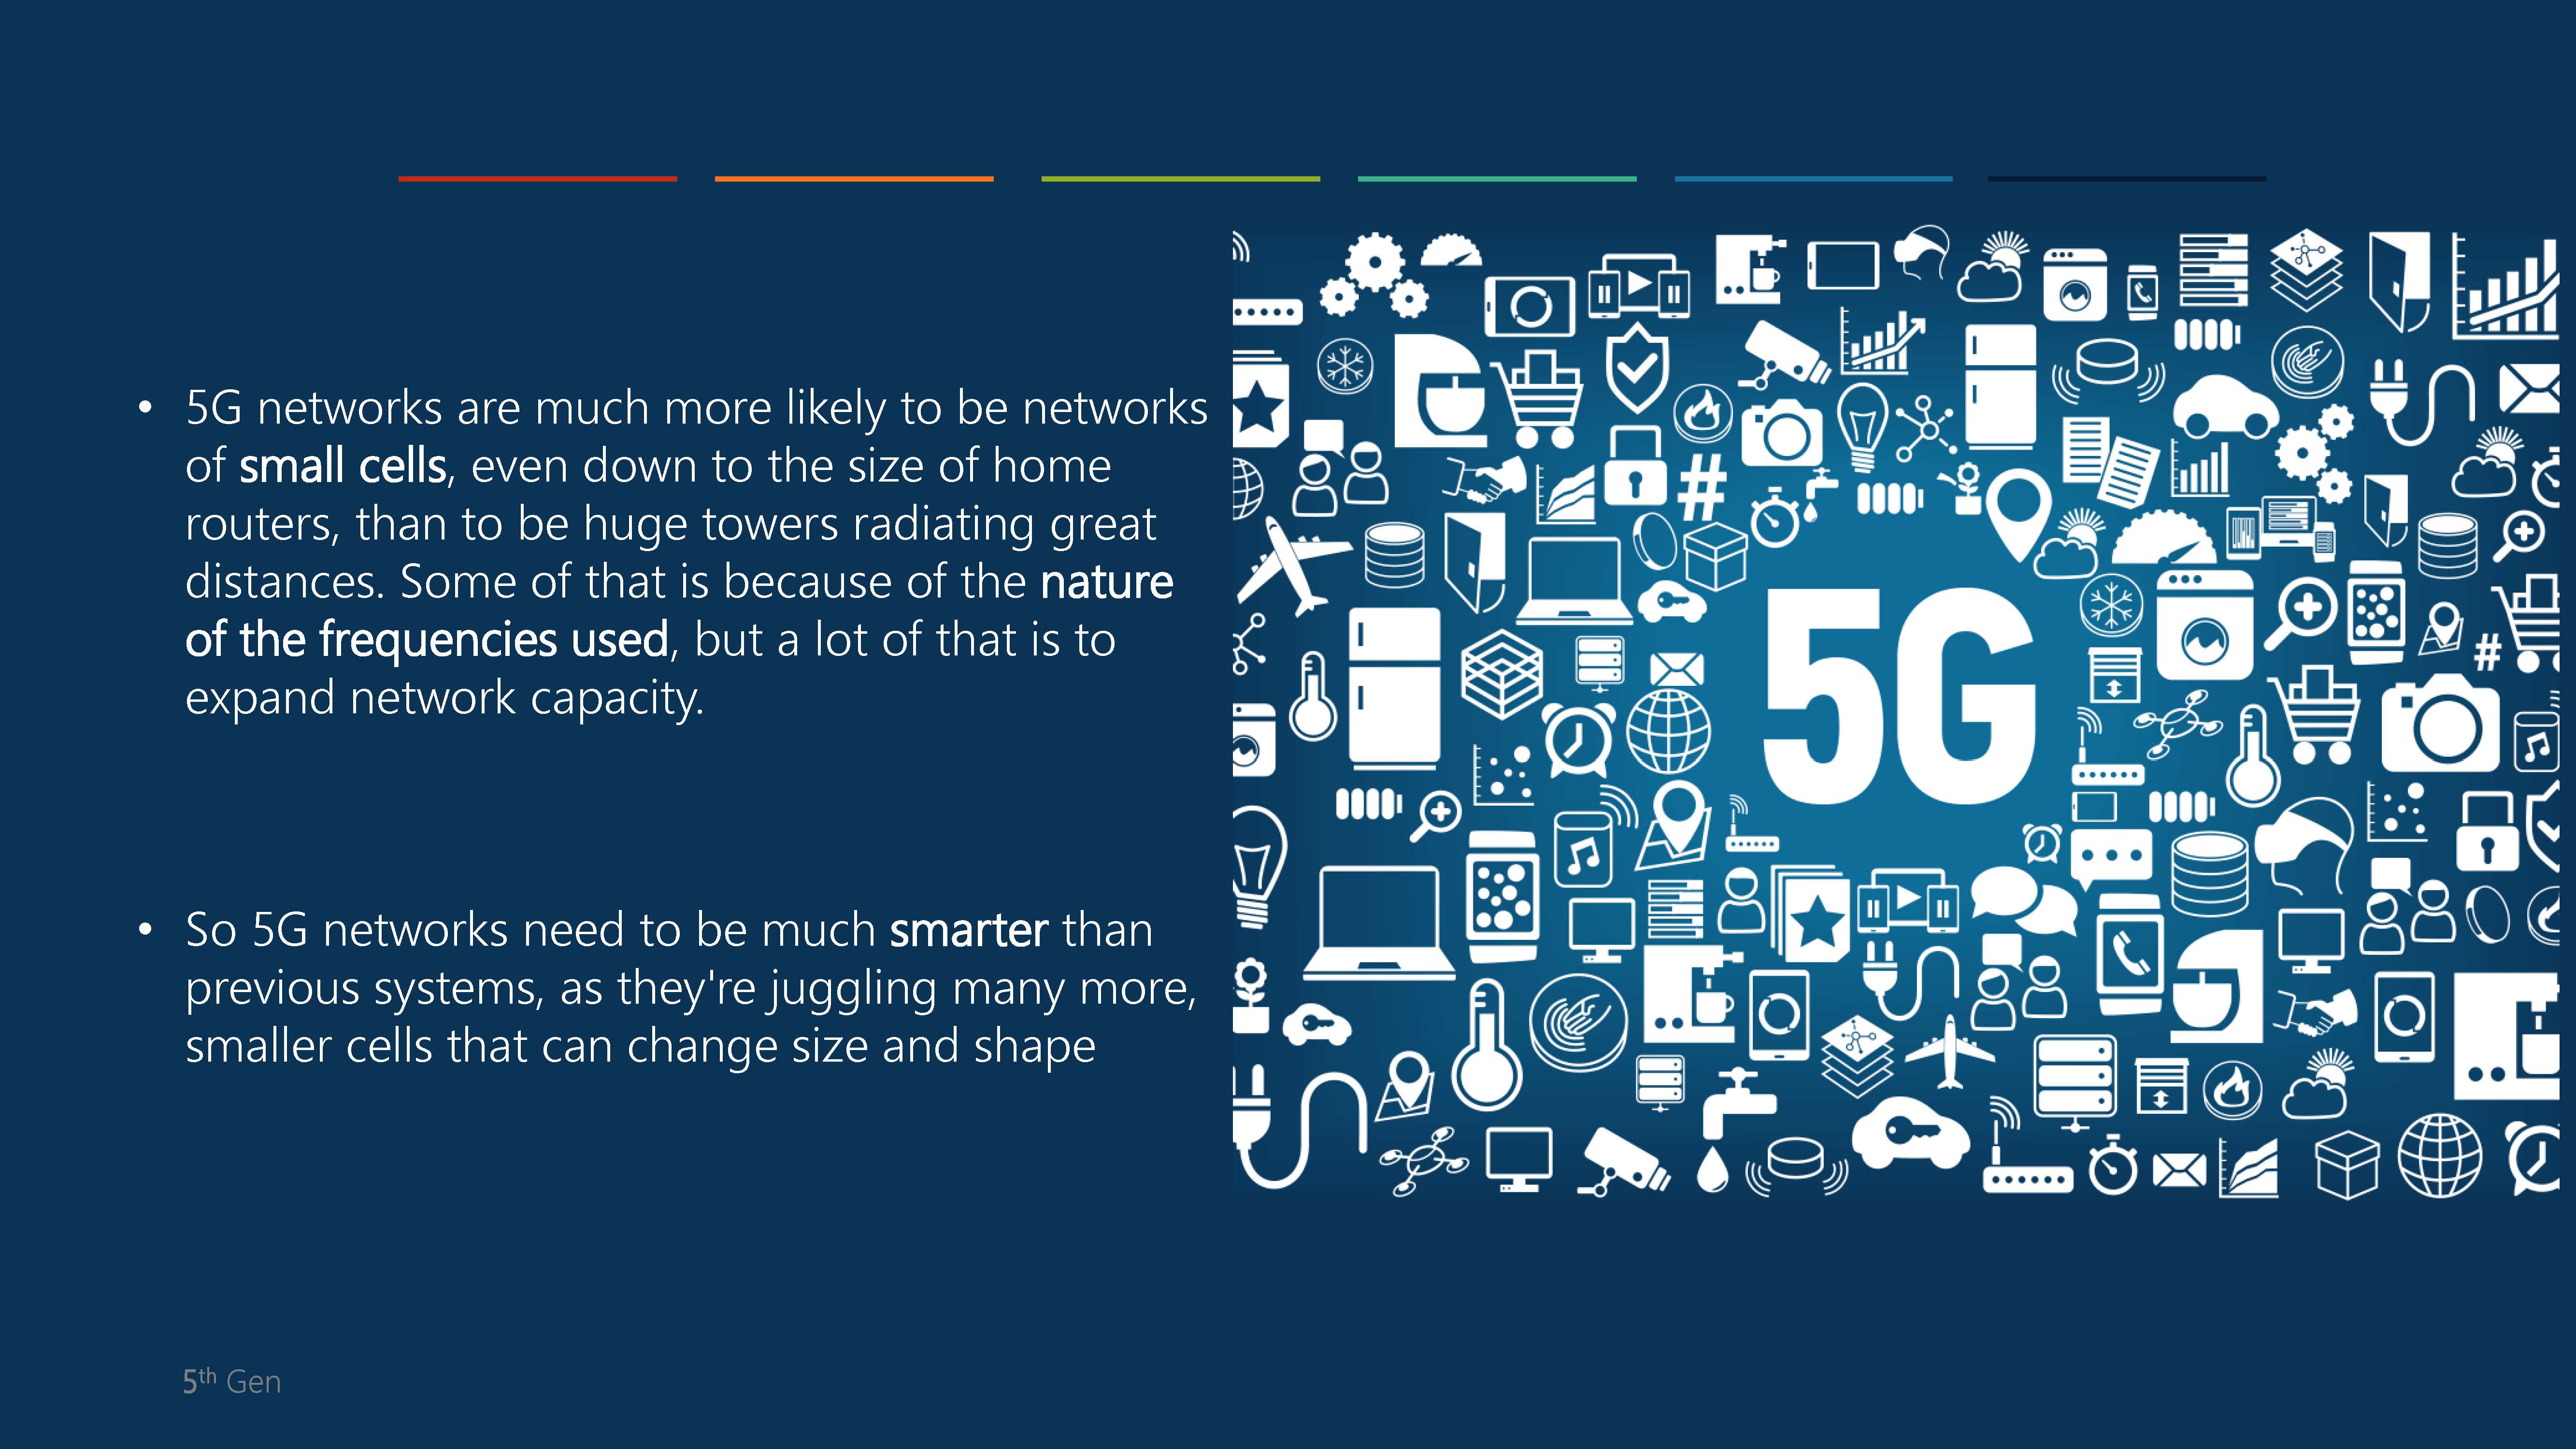 • 5G networks are much more likely to be networks
of small cells, even down to the size of home
routers, than to be huge towers radiating great
distances. Some of that is because of the nature
of the frequencies used, but a lot of that is to
expand network capacity.
• So 5G networks need to be much smarter than
previous systems, as they're juggling many more,
smaller cells that can change size and shape
#
5G
#
5th Gen